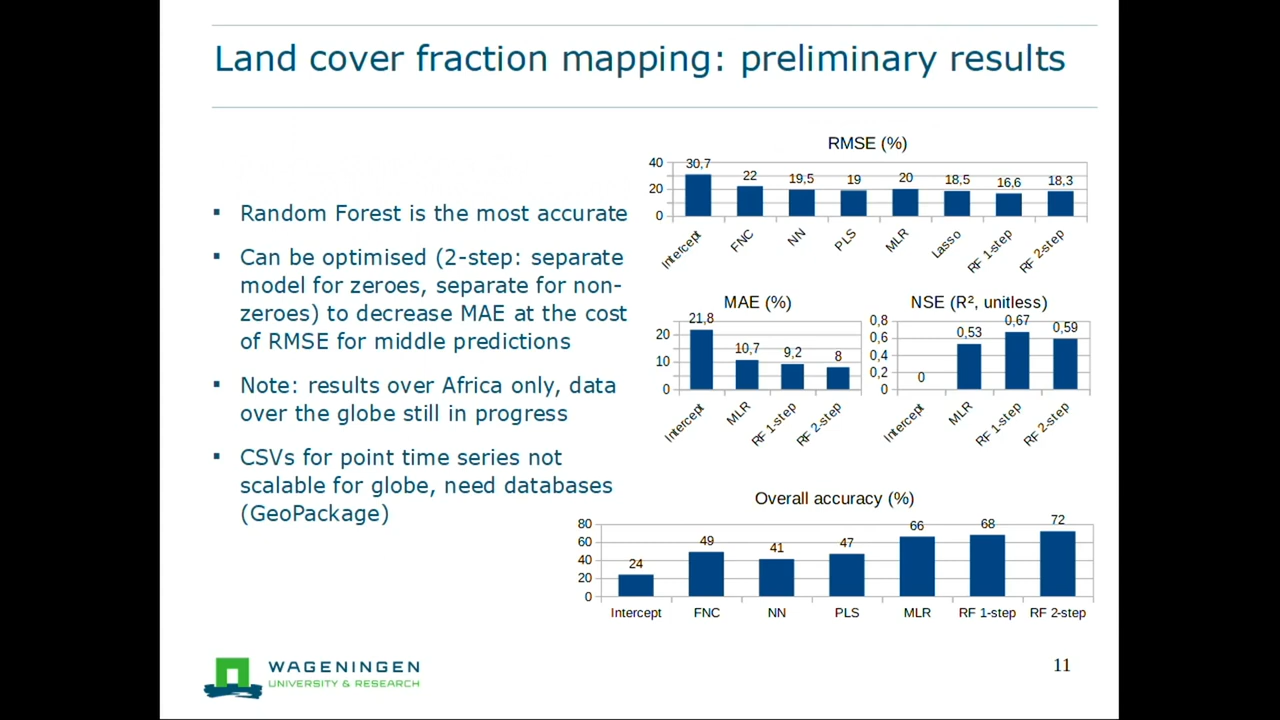 Land cover fraction mapping: preliminary results
▪ Random Forest is the most accurate
▪ Can be optimised (2-step: separate
model for zeroes, separate for non-
zeroes) to decrease MAE at the cost
of RMSE for middle predictions
▪ Note: results over Africa only, data
over the globe still in progress
▪ CSVs for point time series not
scalable for globe, need databases
(GeoPackage)
RMSE (%)
40
20
0
30,7 22 19,5 19 20 18,5 16,6 18,3
Intercept FNC NN PLS MLR Lasso RF 1-step RF 2-step
MAE (%)
20
10
0
21,8 10,7 9,2 8
Intercept MLR RF 1-step RF 2-step
NSE (R², unitless)
0,8
0,6
0,4
0,2
0
0 0,53 0,67 0,59
Intercept MLR RF 1-step RF 2-step
Overall accuracy (%)
80
60
40
20
0
24 49 41 47 66 68 72
Intercept FNC NN PLS MLR RF 1-step RF 2-step
WAGENINGEN
UNIVERSITY & RESEARCH
11